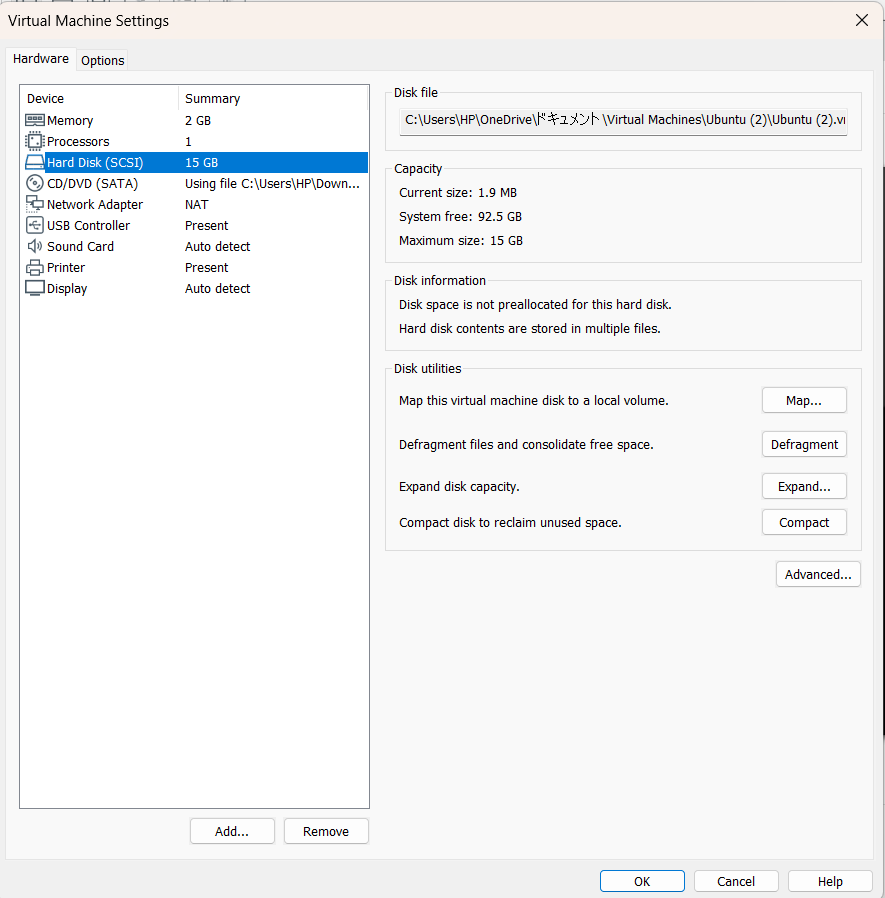 Virtual Machine Settings
Hardware
Options
Device Summary
Memory 2 GB
Processors 1
Hard Disk (SCSI) 15 GB
CD/DVD (SATA) Using file C:\Users\HP\Down...
Network Adapter NAT
USB Controller Present
Sound Card Auto detect
Printer Present
Display Auto detect
Add...
Remove
Disk file
C:\Users\HP\OneDrive\ドキュメント\Virtual Machines\Ubuntu (2)\Ubuntu (2).vm
Capacity
Current size: 1.9 MB
System free: 92.5 GB
Maximum size: 15 GB
Disk information
Disk space is not preallocated for this hard disk.
Hard disk contents are stored in multiple files.
Disk utilities
Map this virtual machine disk to a local volume. Map...
Defragment files and consolidate free space. Defragment
Expand disk capacity. Expand...
Compact disk to reclaim unused space. Compact
Advanced...
OK
Cancel
Help